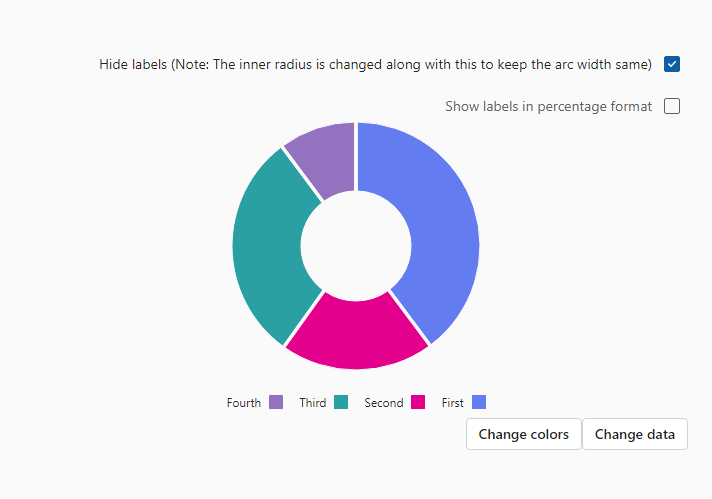 Hide labels (Note: The inner radius is changed along with this to keep the arc width same)
Show labels in percentage format
Fourth Third Second First
Change colors Change data